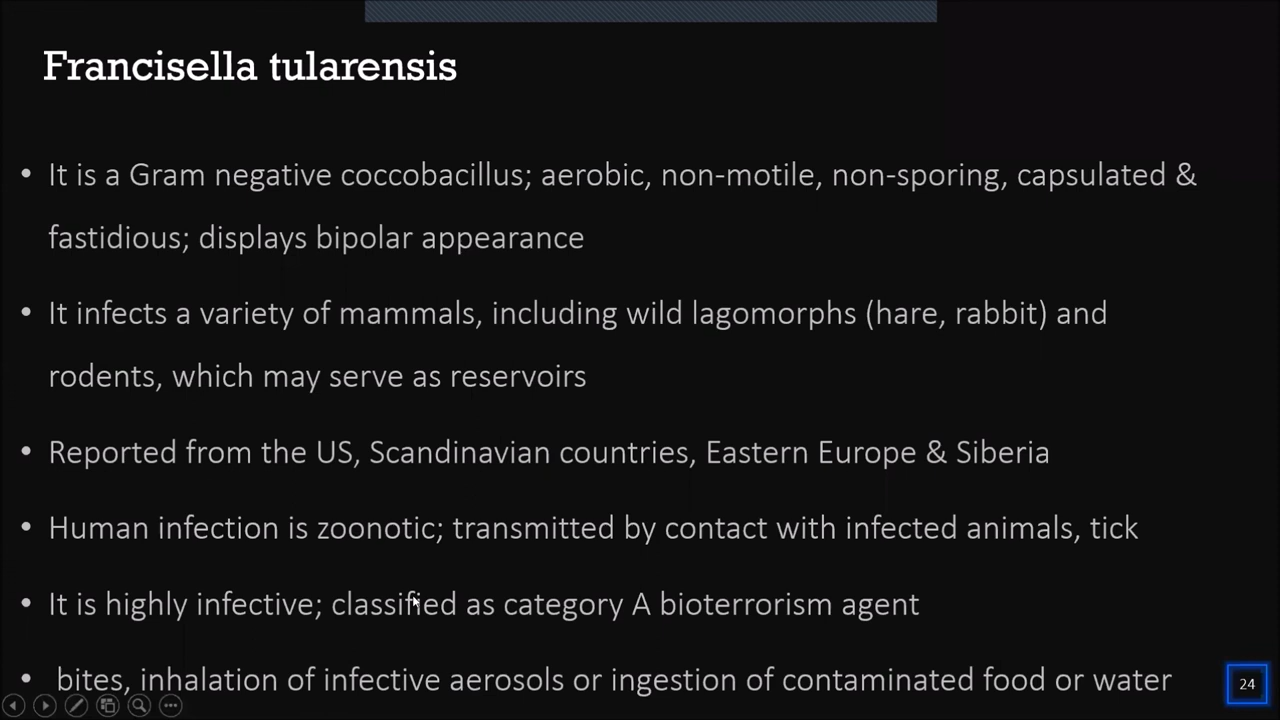 Francisella tularensis
• It is a Gram negative coccobacillus; aerobic, non-motile, non-sporing, capsulated &
fastidious; displays bipolar appearance
• It infects a variety of mammals, including wild lagomorphs (hare, rabbit) and
rodents, which may serve as reservoirs
• Reported from the US, Scandinavian countries, Eastern Europe & Siberia
• Human infection is zoonotic; transmitted by contact with infected animals, tick
• It is highly infective; classified as category A bioterrorism agent
• bites, inhalation of infective aerosols or ingestion of contaminated food or water
24